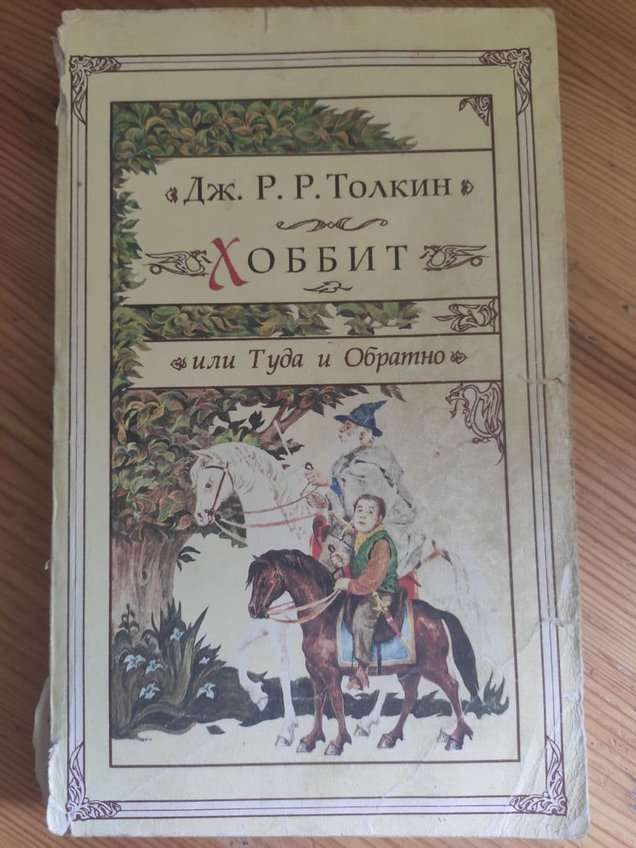 Дж. Р. Р. Толкин
Хоббит
или Туда и Обратно